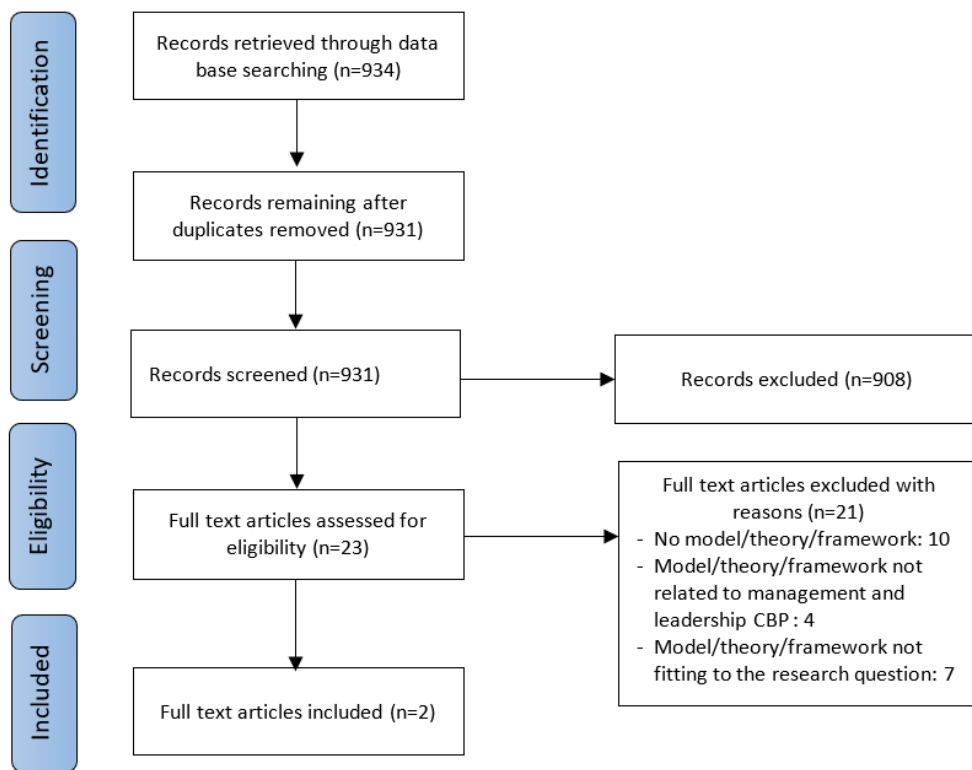 Identification
Records retrieved through data
base searching (n=934)
Records remaining after
duplicates removed (n=931)
Screening
Records screened (n=931)
Records excluded (n=908)
Eligibility
Full text articles assessed for
eligibility (n=23)
Full text articles excluded with
reasons (n=21)
- No model/theory/framework: 10
- Model/theory/framework not
related to management and
leadership CBP : 4
- Model/theory/framework not
fitting to the research question: 7
Included
Full text articles included (n=2)